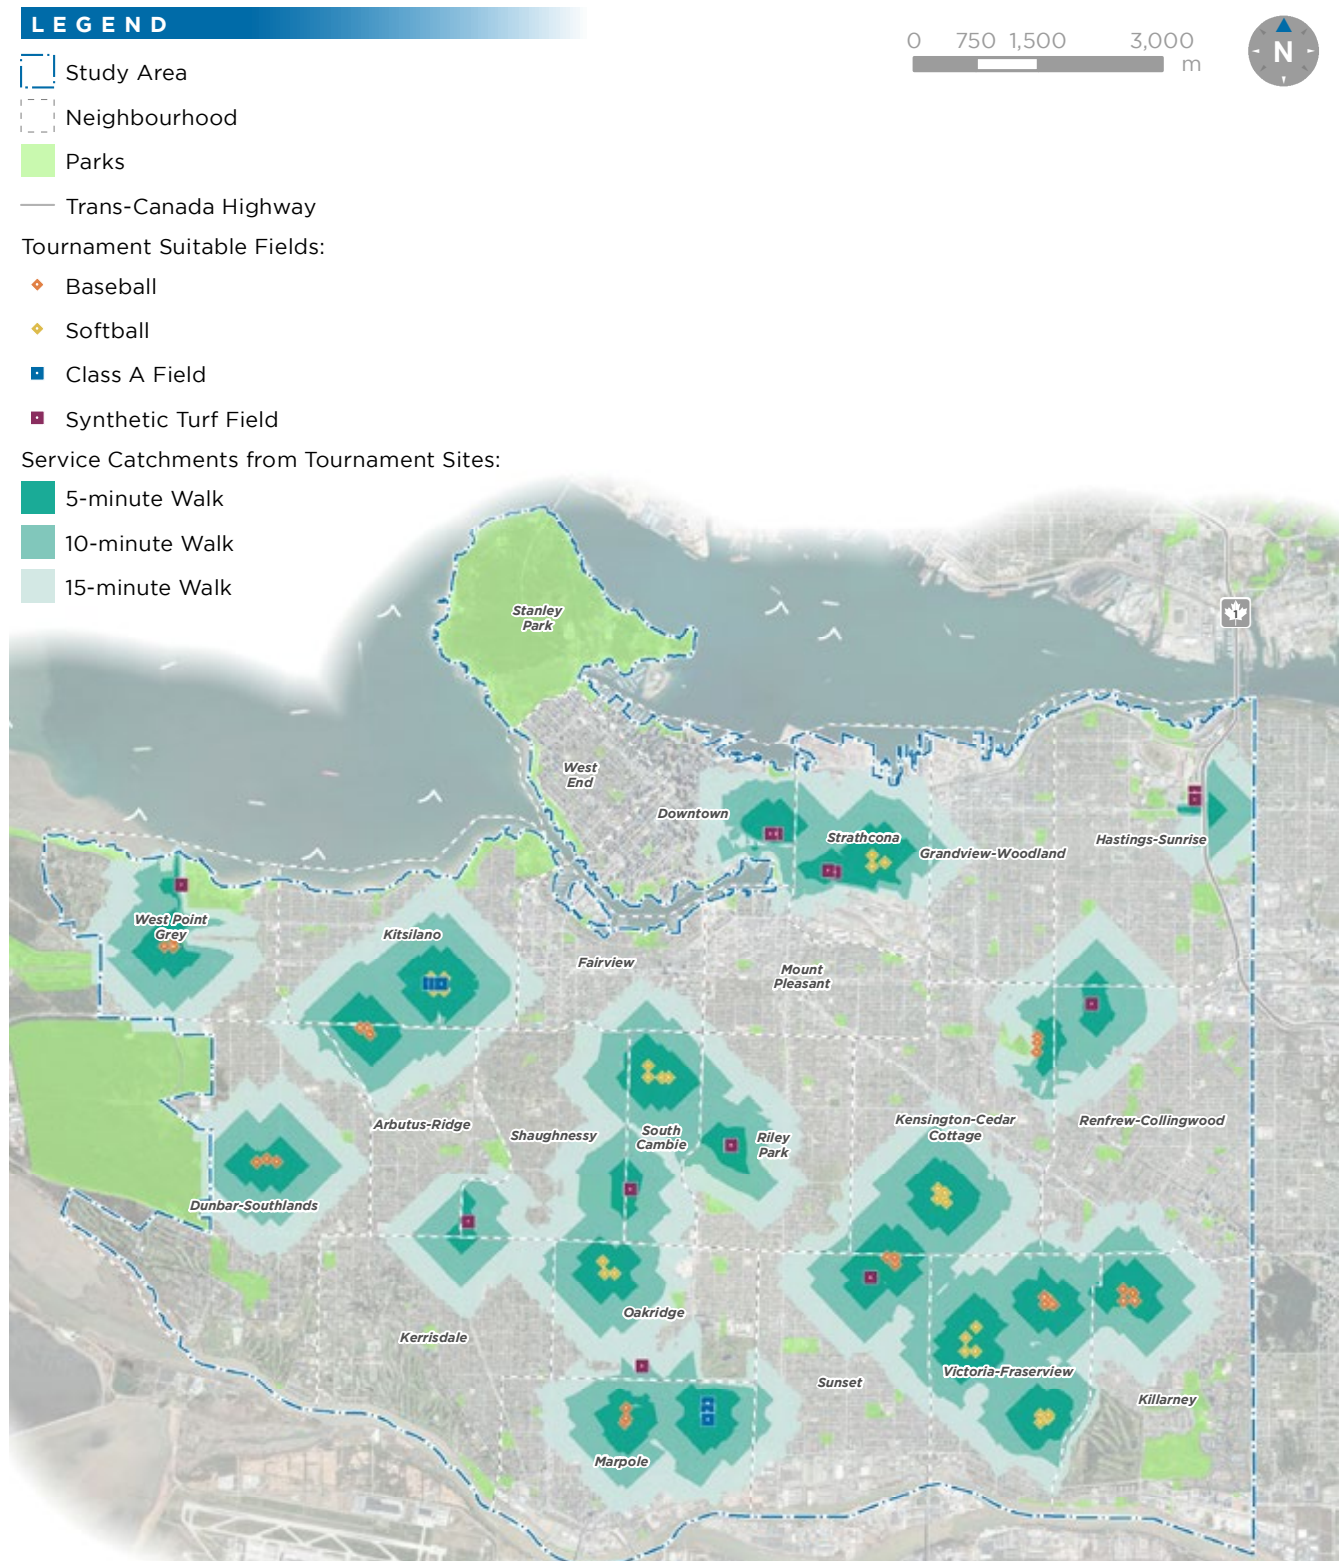 LEGEND
Study Area
Neighbourhood
Parks
Trans-Canada Highway
Tournament Suitable Fields:
Baseball
Softball
Class A Field
Synthetic Turf Field
Service Catchments from Tournament Sites:
5-minute Walk
10-minute Walk
15-minute Walk
0 750 1,500 3,000
m
N
1
Stanley
Park
West
End
Downtown
Strathcona
Grandview-Woodland
Hastings-Sunrise
West Point
Grey
Kitsilano
Fairview
Mount
Pleasant
Arbutus-Ridge
Shaughnessy
South
Cambie
Riley
Park
Kensington-Cedar
Cottage
Renfrew-Collingwood
Dunbar-Southlands
Kerrisdale
Oakridge
Sunset
Victoria-Fraserview
Killarney
Marpole